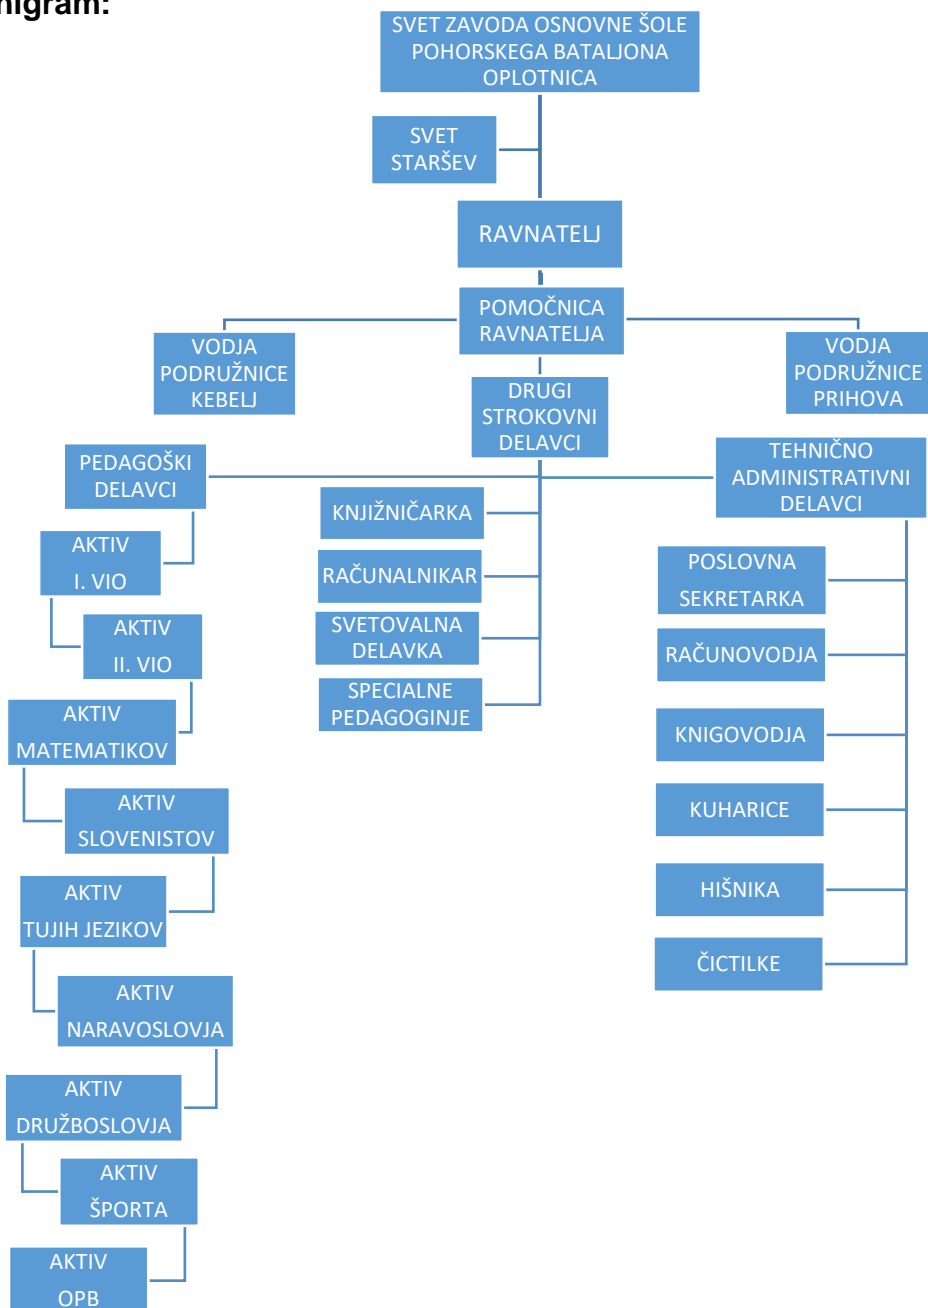 nigram:
SVET ZAVODA OSNOVNE ŠOLE
POHORSKEGA BATALJONA
OPLOTNICA
SVET
STARŠEV
RAVNATELJ
POMOČNICA
RAVNATELJA
VODJA
PODRUŽNICE
KEBELJ
VODJA
PODRUŽNICE
PRIHOVA
DRUGI
STROKOVNI
DELAVCI
PEDAGOŠKI
DELAVCI
TEHNIČNO
ADMINISTRATIVNI
DELAVCI
AKTIV
I. VIO
AKTIV
II. VIO
AKTIV
MATEMATIKOV
AKTIV
SLOVENISTOV
AKTIV
TUJIH JEZIKOV
AKTIV
NARAVOSLOVJA
AKTIV
DRUŽBOSLOVJA
AKTIV
ŠPORTA
AKTIV
OPB
KNJIŽNIČARKA
RAČUNALNIKAR
SVETOVALNA
DELAVKA
SPECIALNE
PEDAGOGINJE
POSLOVNA
SEKRETARKA
RAČUNOVODJA
KNIGOVODJA
KUHARICE
HIŠNIKA
ČICTILKE